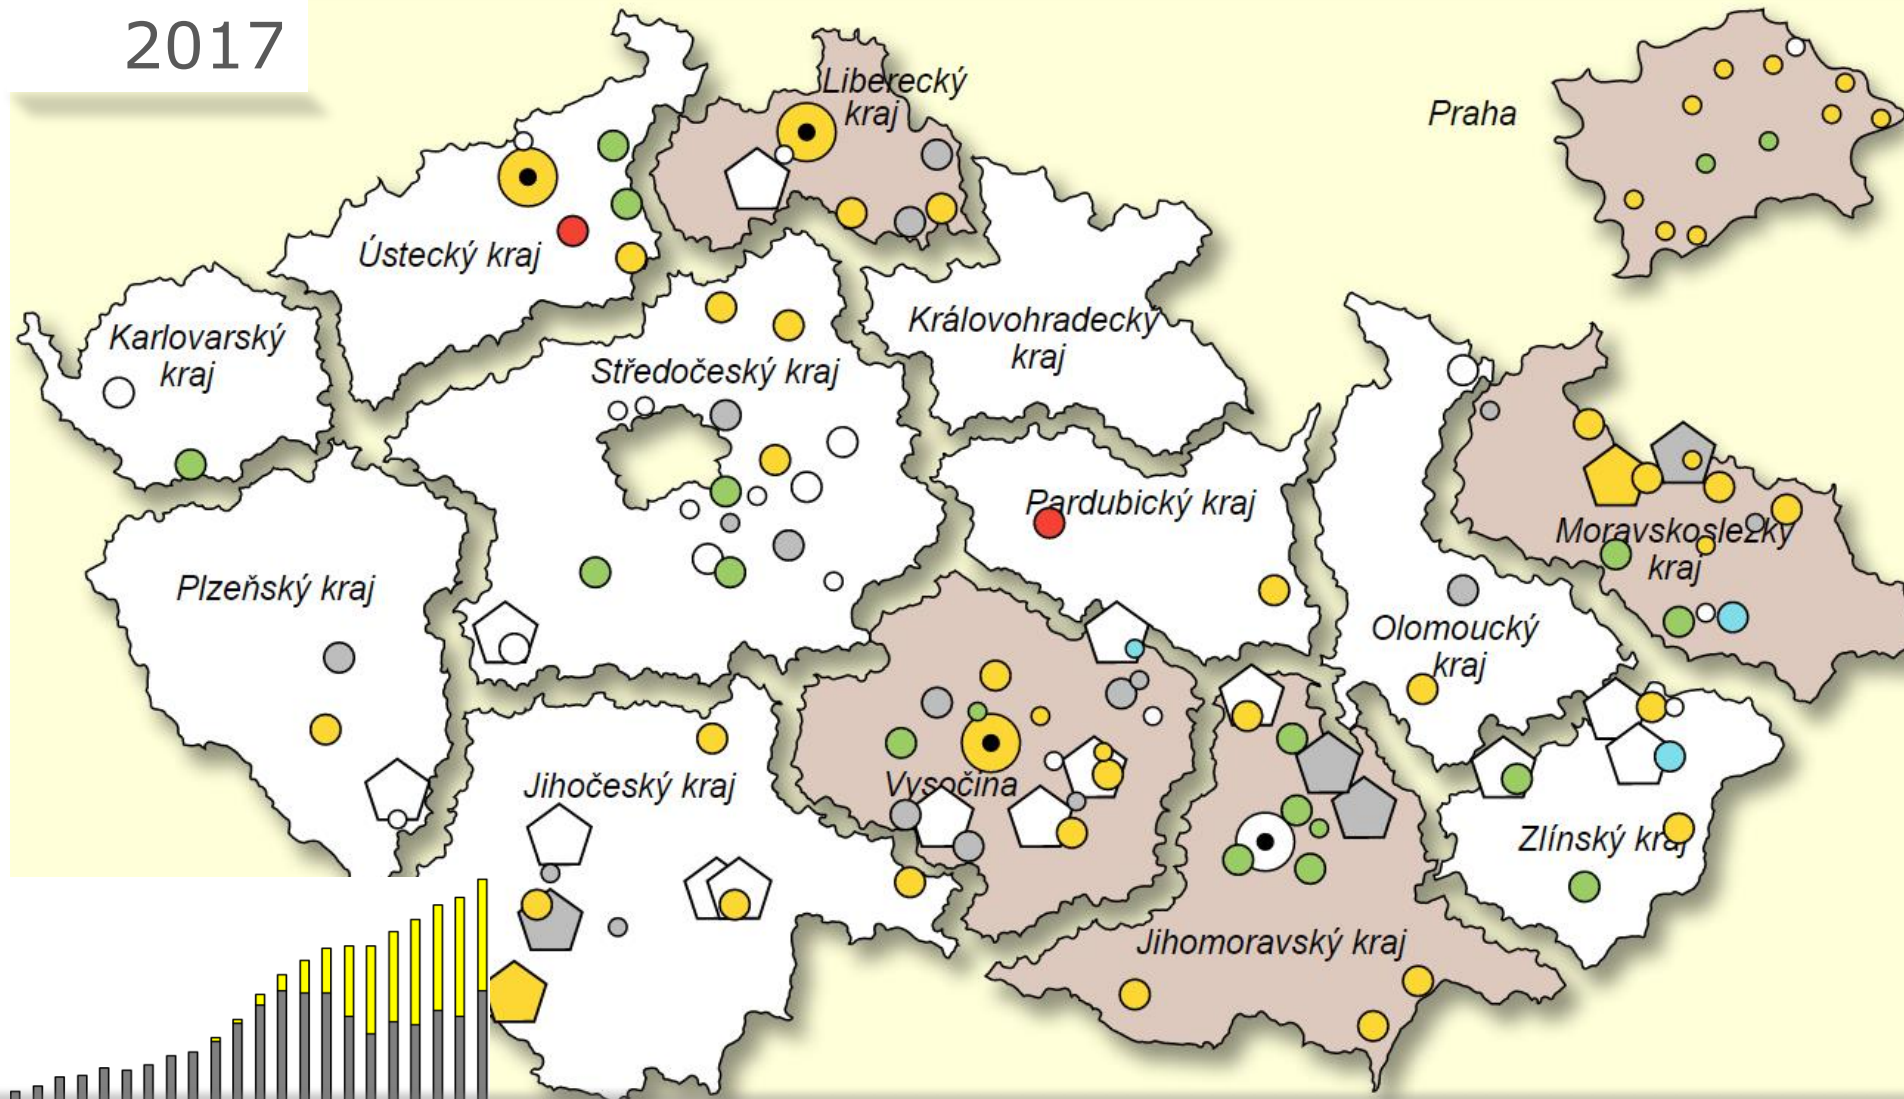 2017
Liberecký
kraj
Praha
Ústecký kraj
Karlovarský
kraj
Královohradecký
kraj
Středočeský kraj
Pardubický kraj
Moravskoslezký
kraj
Plzeňský kraj
Olomoucký
kraj
Jihočeský kraj
Vysočina
Zlínský kraj
Jihomoravský kraj